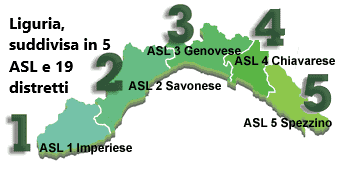 Liguria,
suddivisa in 5
ASL e 19
distretti
1
ASL 1 Imperiese
2
ASL 2 Savonese
3
ASL 3 Genovese
4
ASL 4 Chiavarese
5
ASL 5 Spezzino